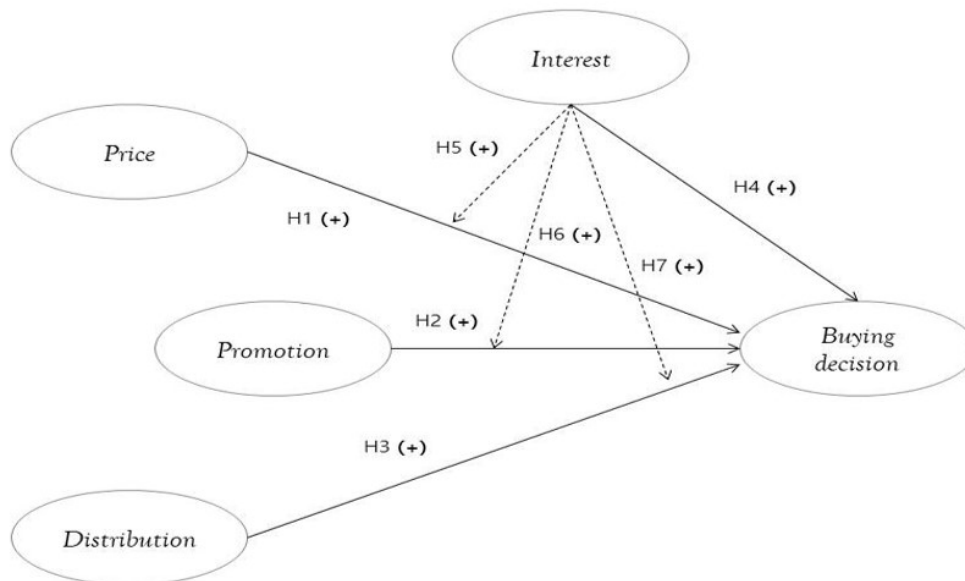 Interest
Price
H5 (+)
H4 (+)
H1 (+)
H6 (+)
H7 (+)
H2 (+)
Promotion
Buying
decision
H3 (+)
Distribution